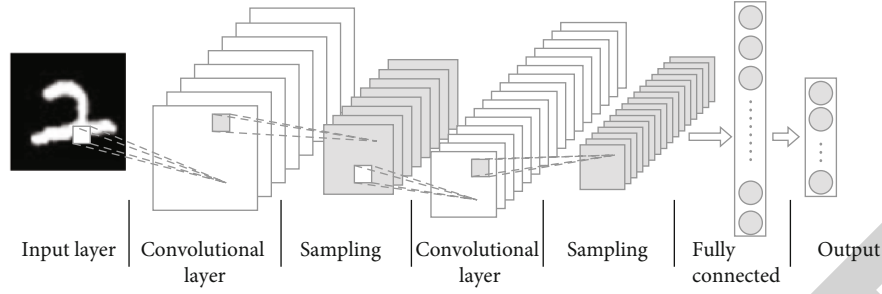 Input layer
Convolutional
layer
Sampling
Convolutional
layer
Sampling
Fully
connected
Output